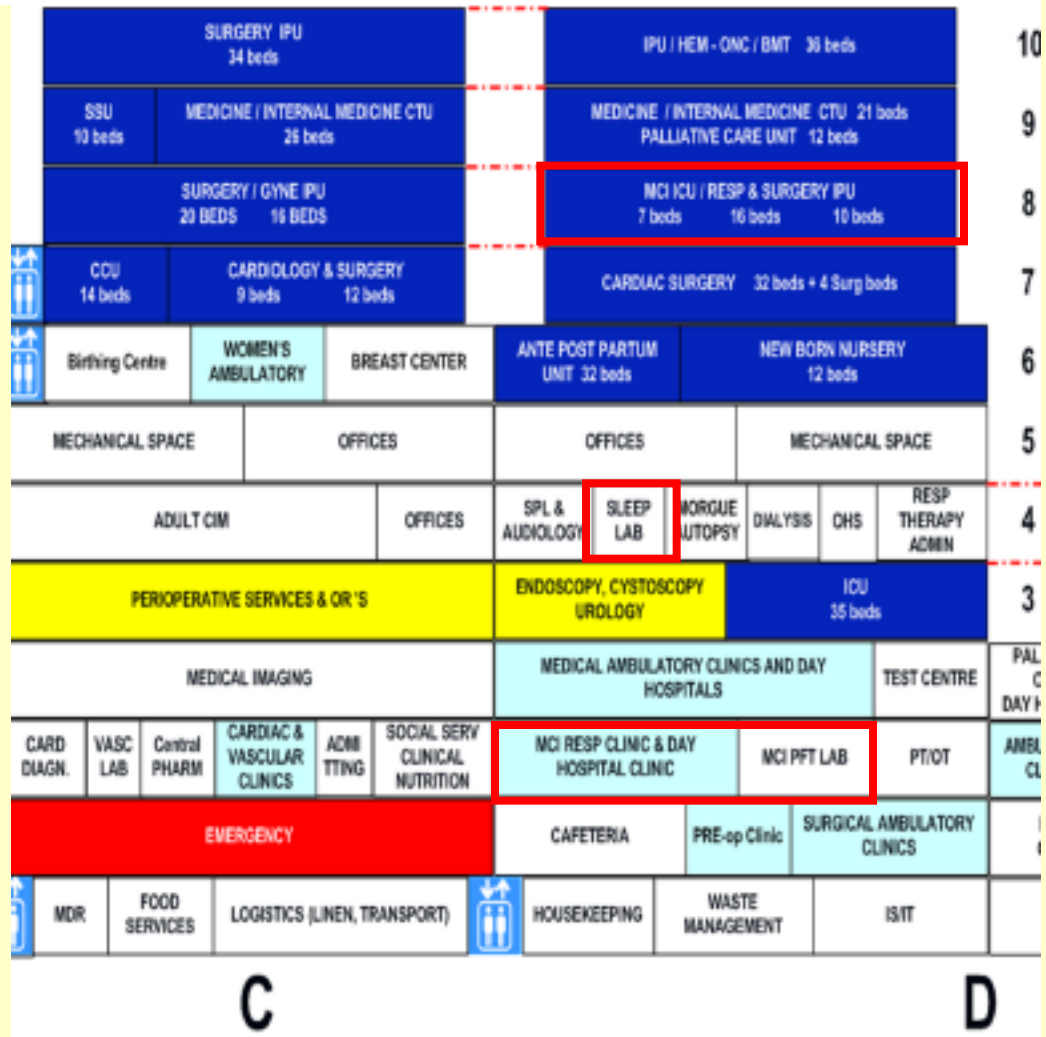 SURGERY IPU
34 beds
IPU / HEM - ONC / BMT 36 beds
10
SSU
10 beds
MEDICINE / INTERNAL MEDICINE CTU
26 beds
MEDICINE / INTERNAL MEDICINE CTU 21 beds
PALLIATIVE CARE UNIT 12 beds
9
SURGERY / GYNE IPU
20 BEDS 16 BEDS
MCI ICU / RESP & SURGERY IPU
7 beds 16 beds 10 beds
8
CCU
14 beds
CARDIOLOGY & SURGERY
9 beds 12 beds
CARDIAC SURGERY 32 beds + 4 Surg beds
7
Birthing Centre
WOMEN'S
AMBULATORY
BREAST CENTER
ANTE POST PARTUM
UNIT 32 beds
NEW BORN NURSERY
12 beds
6
MECHANICAL SPACE
OFFICES
OFFICES
MECHANICAL SPACE
5
ADULT CIM
OFFICES
SPL &
AUDIOLOGY
SLEEP
LAB
MORGUE
AUTOPSY
DIALYSIS
OHS
RESP
THERAPY
ADMIN
4
PERIOPERATIVE SERVICES & OR 'S
ENDOSCOPY, CYSTOSCOPY
UROLOGY
ICU
35 beds
3
MEDICAL IMAGING
MEDICAL AMBULATORY CLINICS AND DAY
HOSPITALS
TEST CENTRE
PAL
C
DAY H
CARD
DIAGN.
VASC
LAB
Central
PHARM
CARDIAC &
VASCULAR
CLINICS
ADMI
TTING
SOCIAL SERV
CLINICAL
NUTRITION
MCI RESP CLINIC & DAY
HOSPITAL CLINIC
MCI PFT LAB
PT/OT
AMBU
CL
EMERGENCY
CAFETERIA
PRE-op Clinic
SURGICAL AMBULATORY
CLINICS
MDR
FOOD
SERVICES
LOGISTICS (LINEN, TRANSPORT)
HOUSEKEEPING
WASTE
MANAGEMENT
IS/IT
C
D